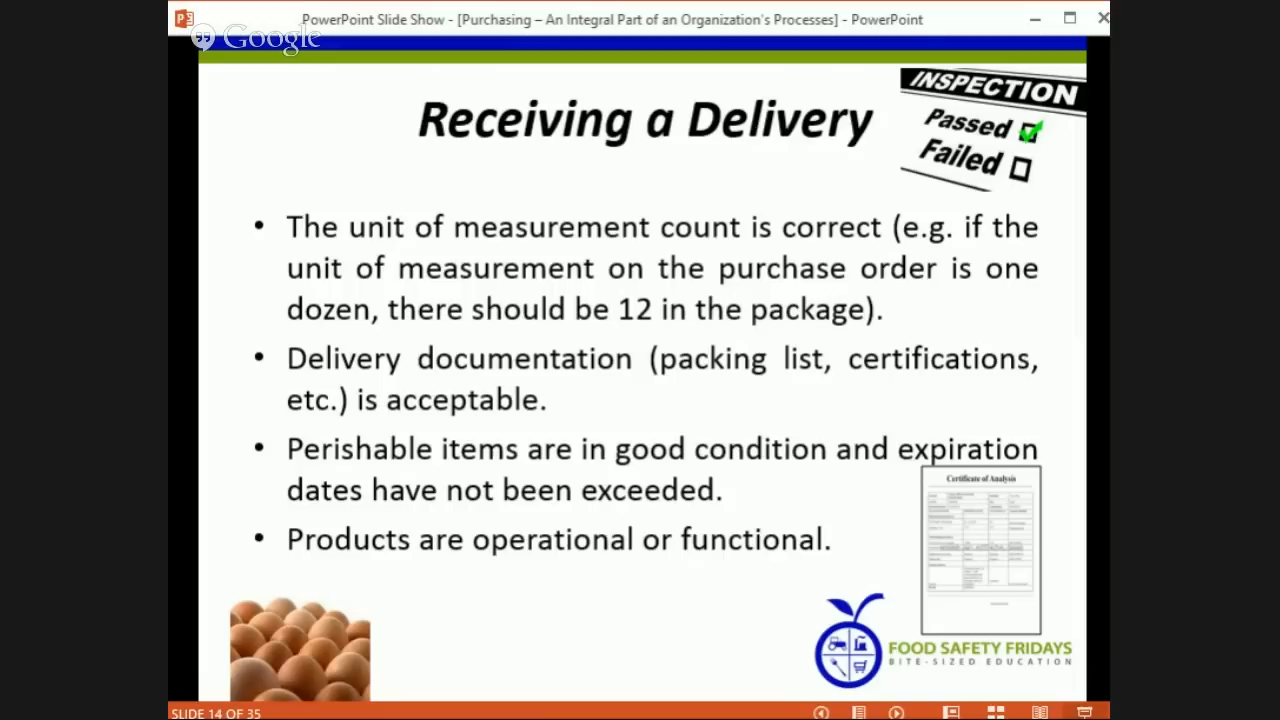 PowerPoint Slide Show - [Purchasing – An Integral Part of an Organization's Processes] - PowerPoint
Google
INSPECTION
Passed
Failed
Receiving a Delivery
• The unit of measurement count is correct (e.g. if the
unit of measurement on the purchase order is one
dozen, there should be 12 in the package).
• Delivery documentation (packing list, certifications,
etc.) is acceptable.
• Perishable items are in good condition and expiration
dates have not been exceeded.
• Products are operational or functional.
Certificate of Analysis
FOOD SAFETY FRIDAYS
BITE-SIZED EDUCATION
SLIDE 14 OF 35